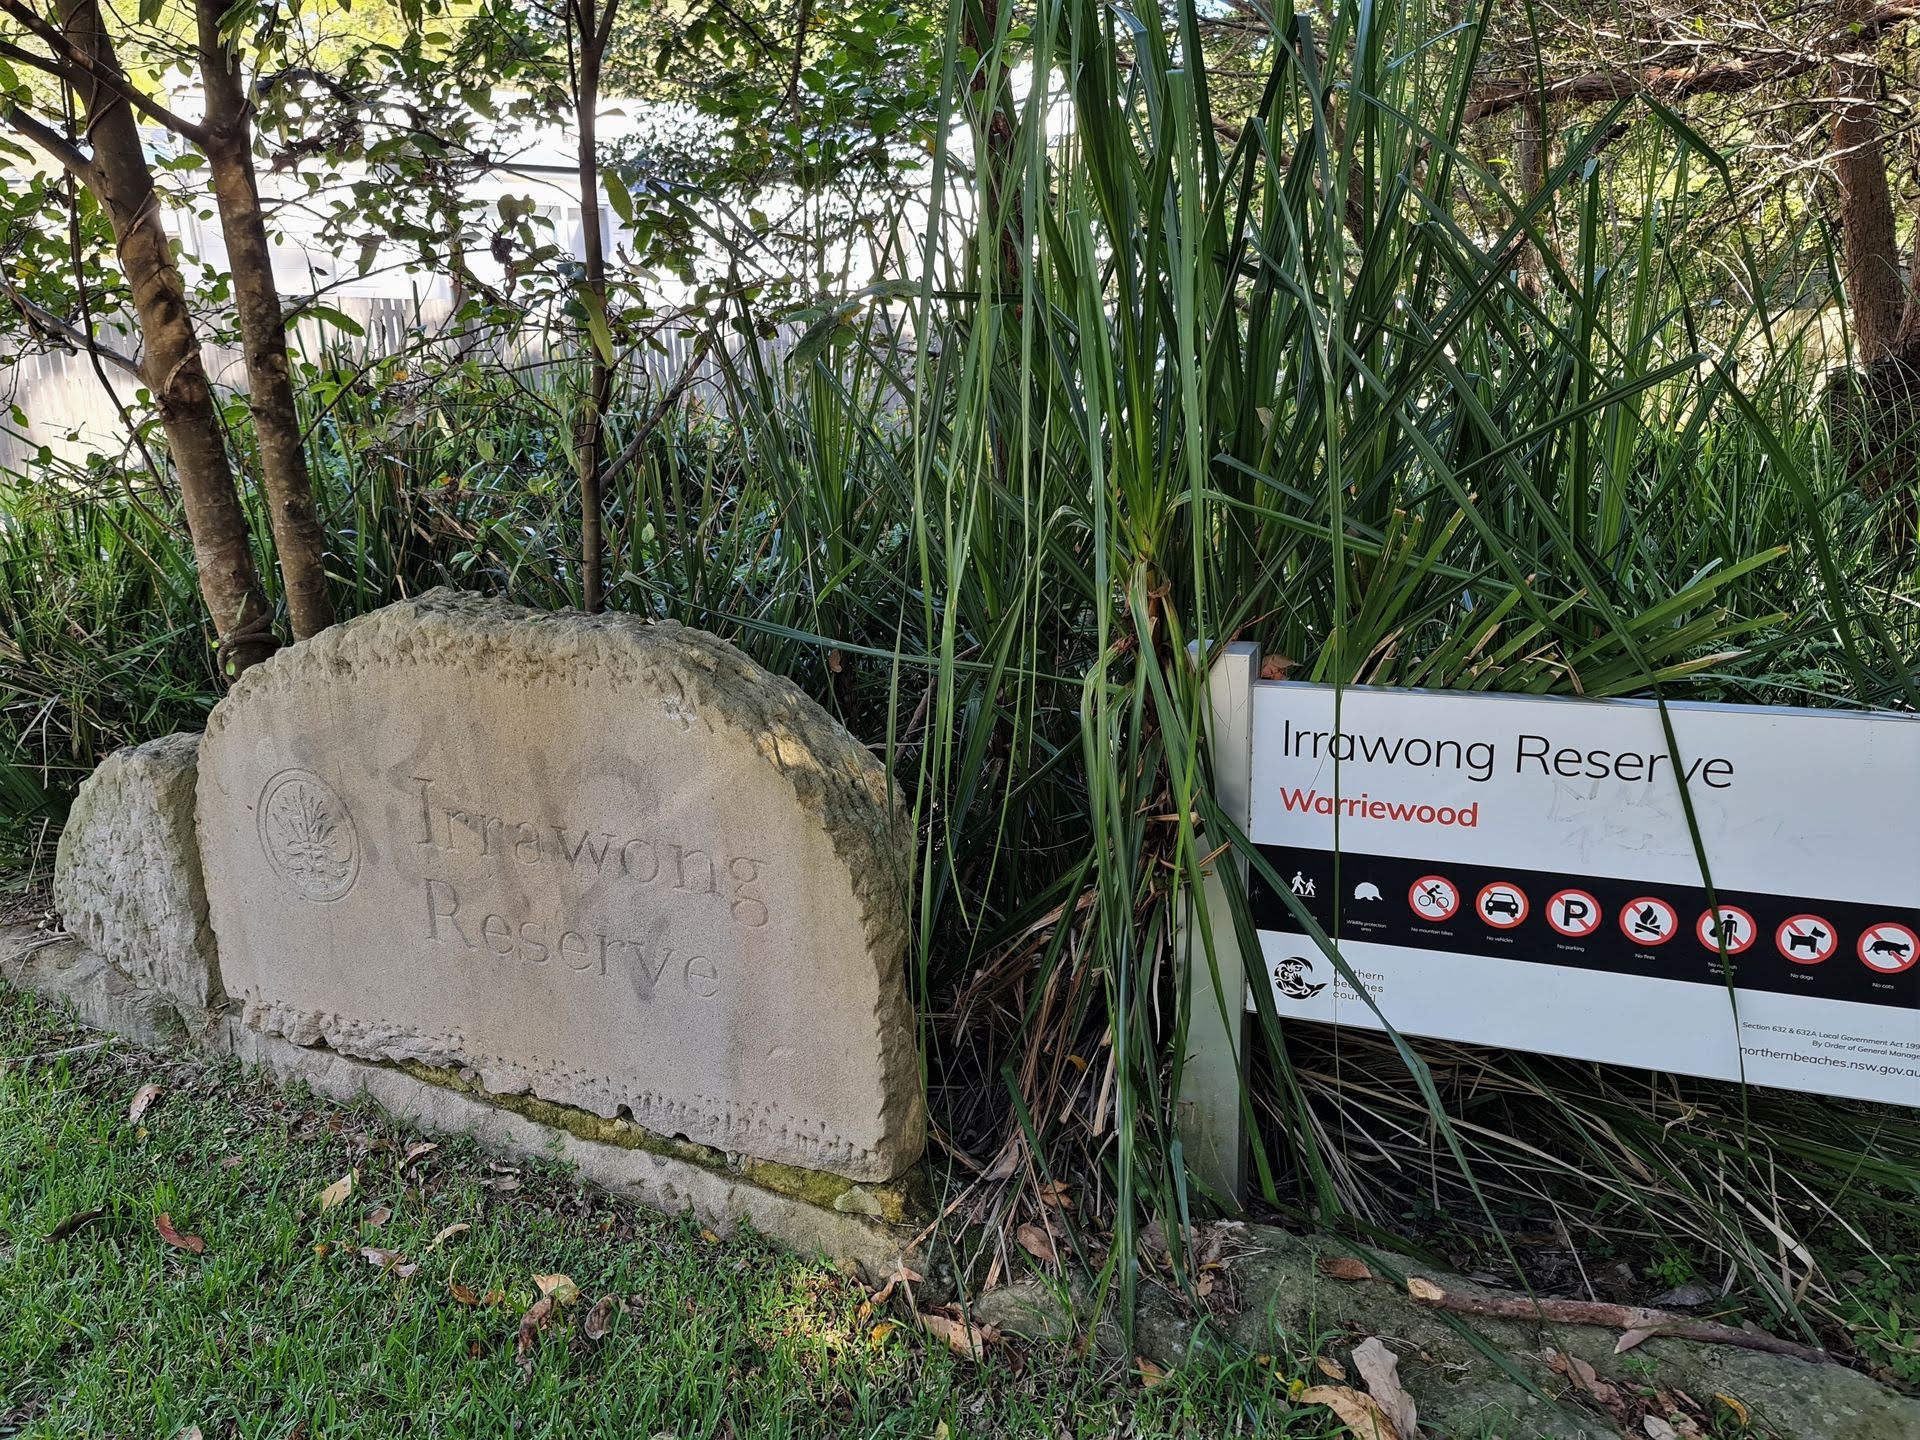 Irrawong
Reserve
Irrawong Reserve
Warriewood
Wildlife protection
area
No mountain bikes
No vehicles
P
No parking
No fires
No dogs
No cats
northern
beaches
council
Section 632 & 632A Local Government Act 199
By Order of General Manage
northernbeaches.nsw.gov.au